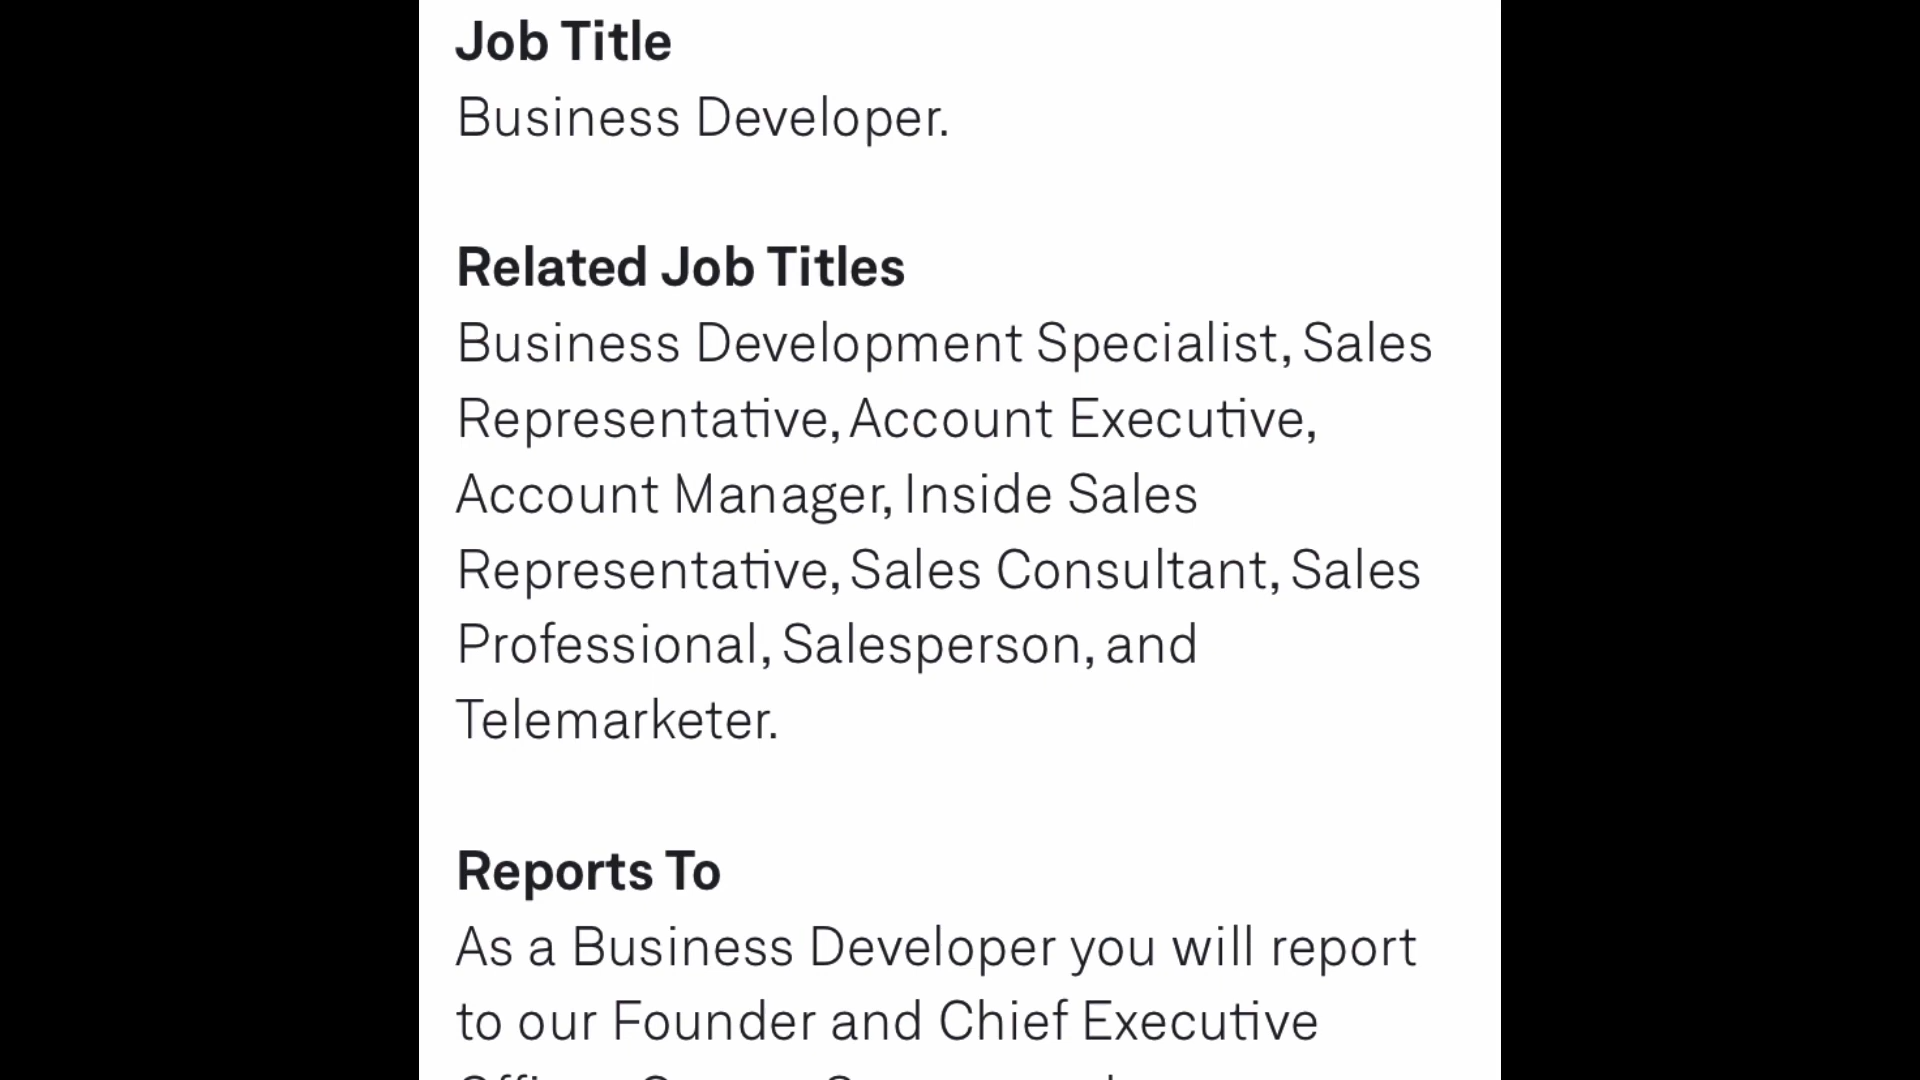 Job Title
Business Developer.
Related Job Titles
Business Development Specialist, Sales
Representative, Account Executive,
Account Manager, Inside Sales
Representative, Sales Consultant, Sales
Professional, Salesperson, and
Telemarketer.
Reports To
As a Business Developer you will report
to our Founder and Chief Executive